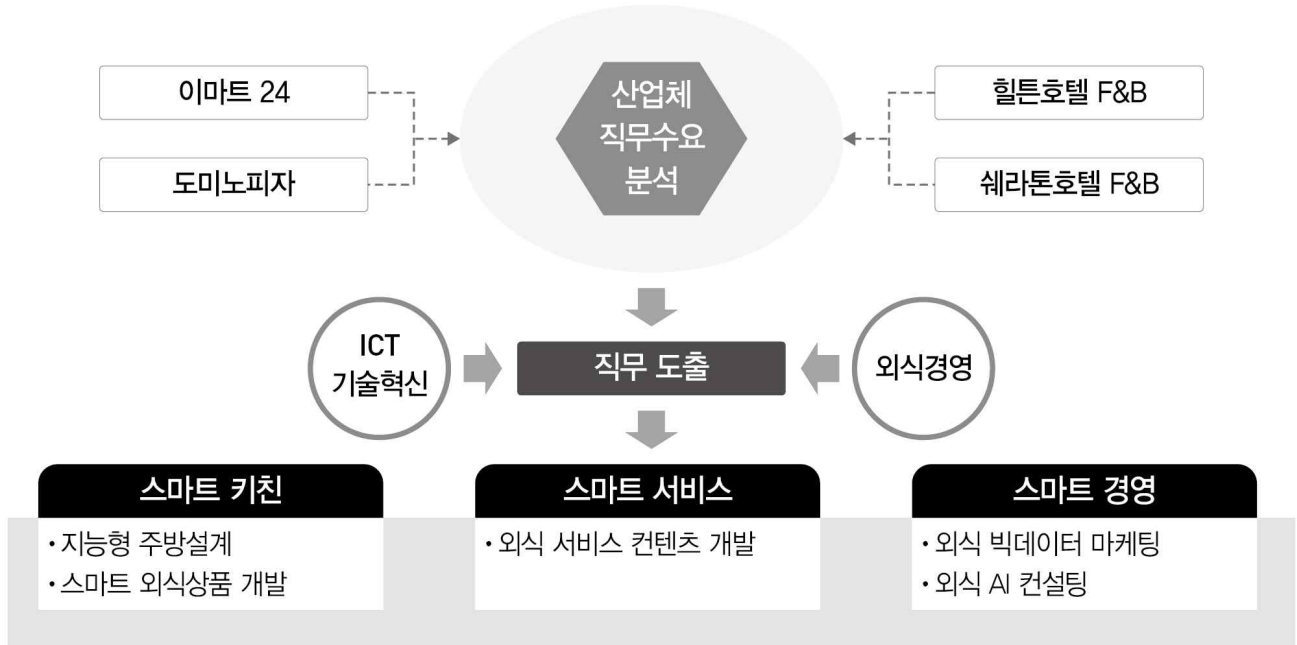 이마트 24
도미노피자
산업체
직무수요
분석
힐튼호텔 F&B
쉐라톤호텔 F&B
ICT
기술혁신
직무 도출
외식경영
스마트 키친
• 지능형 주방설계
• 스마트 외식상품 개발
스마트 서비스
• 외식 서비스 컨텐츠 개발
스마트 경영
• 외식 빅데이터 마케팅
• 외식 AI 컨설팅